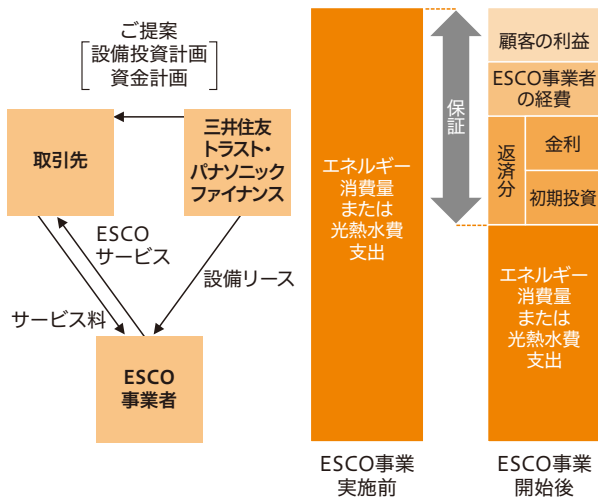 ご提案
設備投資計画
資金計画
取引先
三井住友
トラスト・
パナソニック
ファイナンス
ESCO
サービス
設備リース
サービス料
ESCO
事業者
エネルギー
消費量
または
光熱水費
支出
ESCO事業
実施前
保証
顧客の利益
ESCO事業者
の経費
返済分
金利
初期投資
エネルギー
消費量
または
光熱水費
支出
ESCO事業
開始後